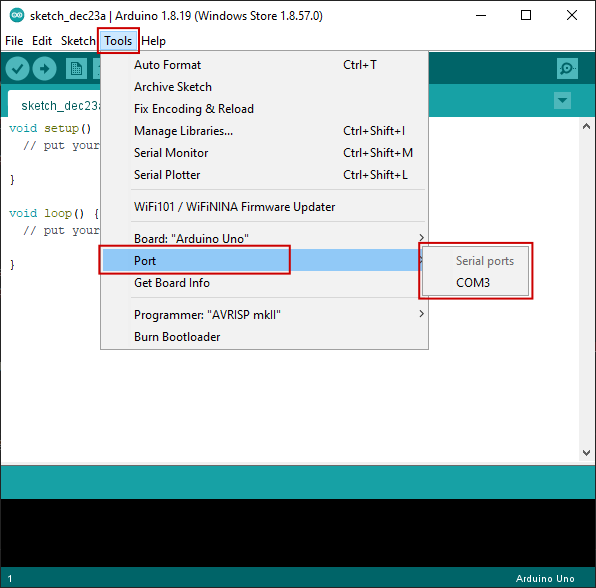 sketch_dec23a | Arduino 1.8.19 (Windows Store 1.8.57.0)
File Edit Sketch Tools Help
Auto Format Ctrl+T
Archive Sketch
Fix Encoding & Reload
Manage Libraries... Ctrl+Shift+I
Serial Monitor Ctrl+Shift+M
Serial Plotter Ctrl+Shift+L
WiFi101 / WiFiNINA Firmware Updater
Board: "Arduino Uno"
Port
Get Board Info
Programmer: "AVRISP mkII"
Burn Bootloader
Serial ports
COM3
sketch_dec23a
void setup()
// put your
}
void loop() {
// put your
}
1 Arduino Uno